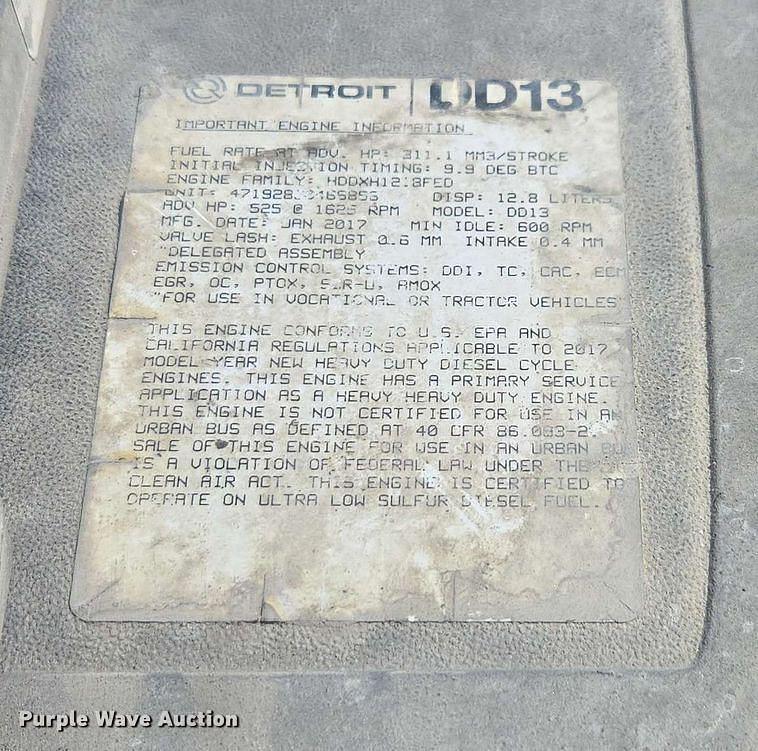 DETROIT DD13
IMPORTANT ENGINE INFORMATION
FUEL RATE AT ADV. HP: 311.1 MM3/STROKE
INITIAL INJECTION TIMING: 9.9 DEG BTC
ENGINE FAMILY:
UNIT: DISP: 12.8 LITERS
ADV HP: 525 @ 1625 RPM MODEL: DD13
MFG. DATE: JAN 2017 MIN IDLE: 600 RPM
VALVE LASH: EXHAUST 0.6 MM INTAKE 0.4 MM
"DELEGATED ASSEMBLY
EMISSION CONTROL SYSTEMS: DDI, TC, CAC, ECM
EGR, OC, PTOX, SCR-U, AMOX
"FOR USE IN VOCATIONAL OR TRACTOR VEHICLES"
THIS ENGINE CONFORMS TO U.S. EPA AND
CALIFORNIA REGULATIONS APPLICABLE TO 2017
MODEL YEAR NEW HEAVY DUTY DIESEL CYCLE
ENGINES. THIS ENGINE HAS A PRIMARY SERVICE
APPLICATION AS A HEAVY HEAVY DUTY ENGINE.
THIS ENGINE IS NOT CERTIFIED FOR USE IN AN
URBAN BUS AS DEFINED AT 40 CFR
SALE OF THIS ENGINE FOR USE IN AN URBAN
IS A VIOLATION OF FEDERAL LAW UNDER THE
CLEAN AIR ACT. THIS ENGINE IS CERTIFIED TO
OPERATE ON ULTRA LOW SULFUR DIESEL FUEL.
Purple Wave Auction